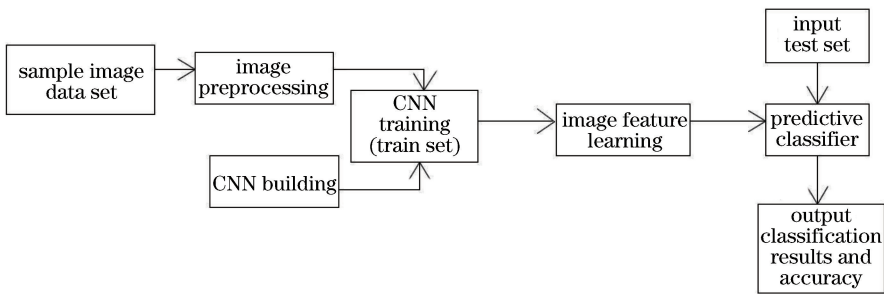 sample image
data set
image
preprocessing
CNN building
CNN
training
(train set)
image feature
learning
input
test set
predictive
classifier
output
classification
results and
accuracy